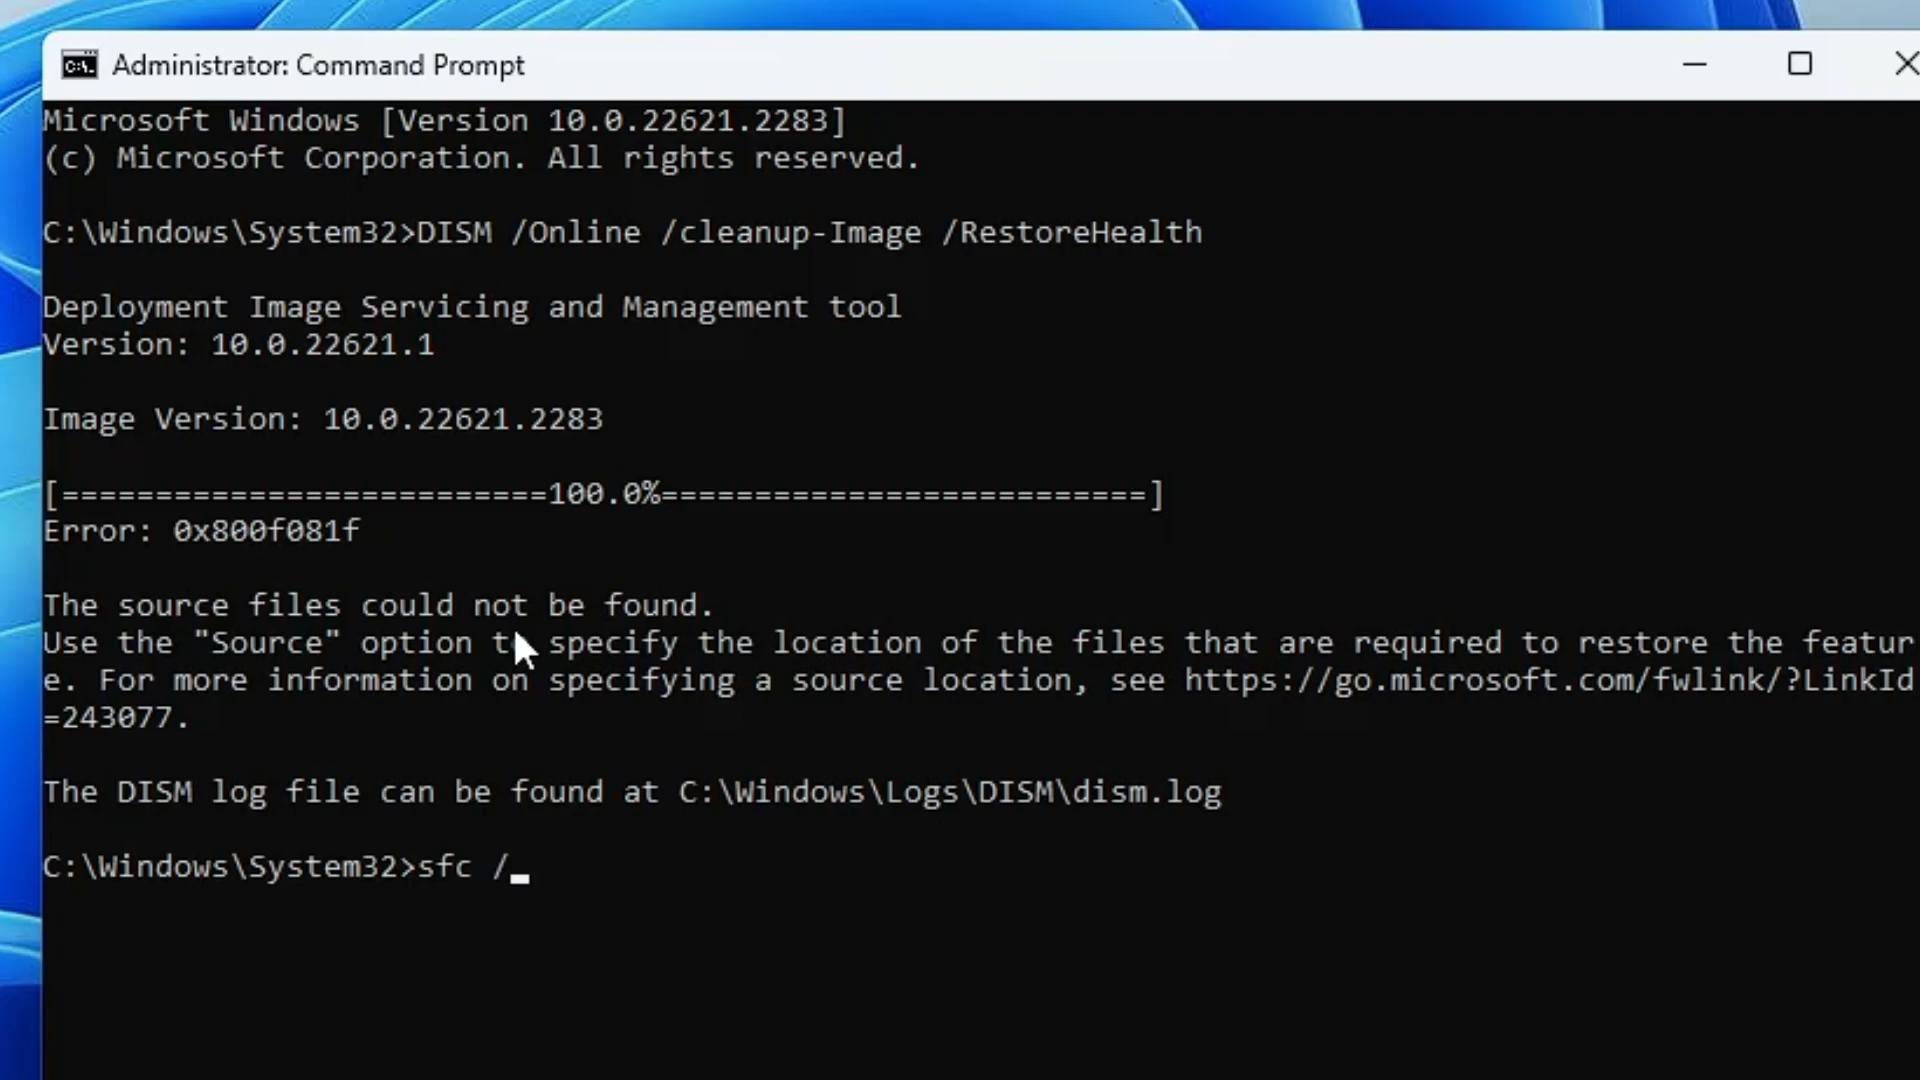 Administrator: Command Prompt
Microsoft Windows [Version 10.0.22621.2283]
(c) Microsoft Corporation. All rights reserved.
C:\Windows\System32>DISM /Online /cleanup-Image /RestoreHealth
Deployment Image Servicing and Management tool
Version: 10.0.22621.1
Image Version: 10.0.22621.2283
[==========================100.0%==========================]
Error: 0x800f081f
The source files could not be found.
Use the "Source" option to specify the location of the files that are required to restore the featur
e. For more information on specifying a source location, see https://go.microsoft.com/fwlink/?LinkId
=243077.
The DISM log file can be found at C:\Windows\Logs\DISM\dism.log
C:\Windows\System32>sfc /